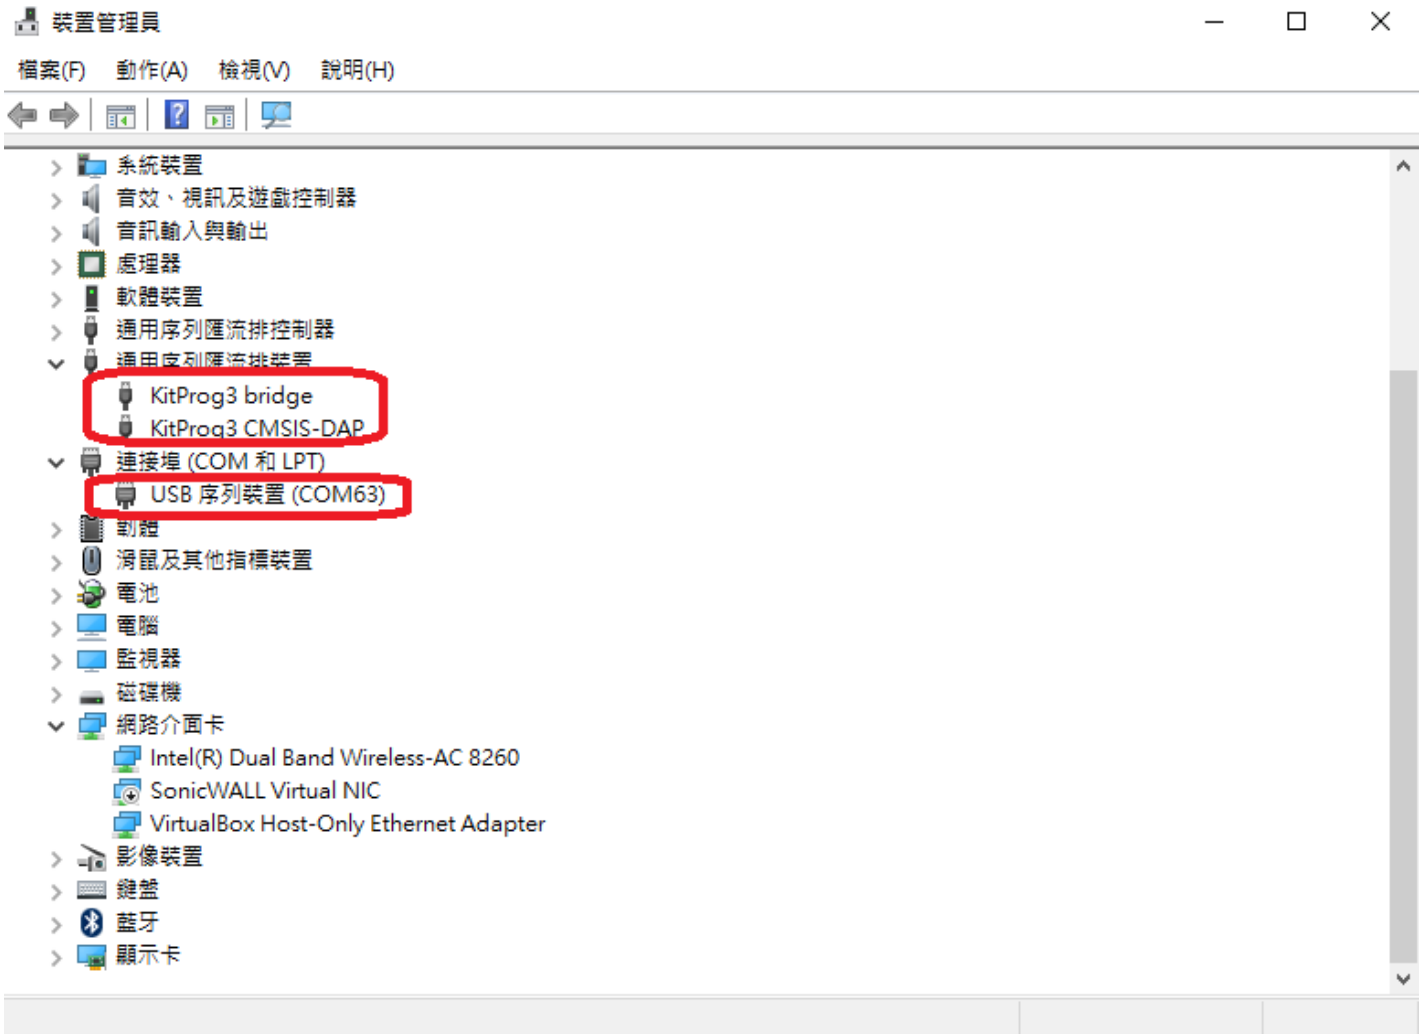 裝置管理員
檔案(F) 動作(A) 檢視(V) 說明(H)
系統裝置
音效、視訊及遊戲控制器
音訊輸入與輸出
處理器
軟體裝置
通用序列匯流排控制器
通用序列匯流排裝置
KitProg3 bridge
KitProg3 CMSIS-DAP
連接埠 (COM 和 LPT)
USB 序列裝置 (COM63)
韌體
滑鼠及其他指標裝置
電池
電腦
監視器
磁碟機
網路介面卡
Intel(R) Dual Band Wireless-AC 8260
SonicWALL Virtual NIC
VirtualBox Host-Only Ethernet Adapter
影像裝置
鍵盤
藍牙
顯示卡